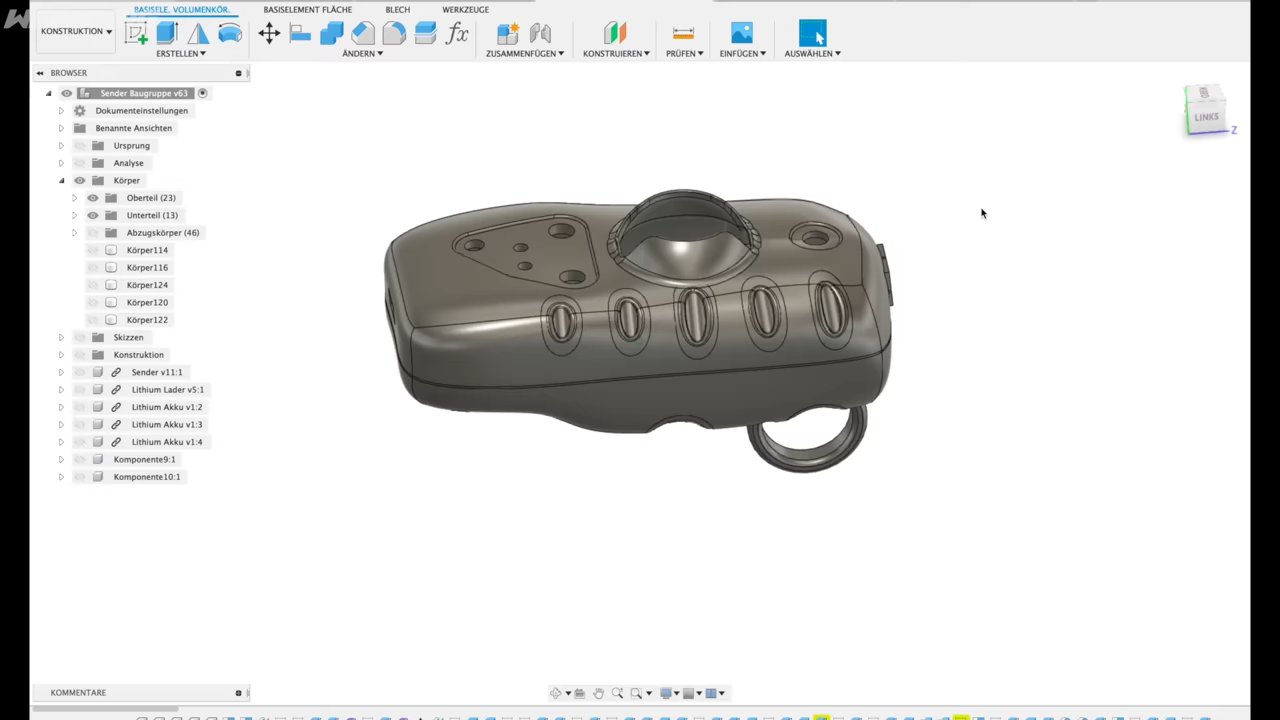 BASISELE. VOLUMENKÖR.
BASISELEMENT FLÄCHE
BLECH
WERKZEUGE
KONSTRUKTION
fx
ERSTELLEN
ÄNDERN
ZUSAMMENFÜGEN
KONSTRUIEREN
PRÜFEN
EINFÜGEN
AUSWÄHLEN
BROWSER
Sender Baugruppe v63
Dokumenteinstellungen
Benannte Ansichten
Ursprung
Analyse
Körper
Oberteil (23)
Unterteil (13)
Abzugskörper (46)
Körper114
Körper116
Körper124
Körper120
Körper122
Skizzen
Konstruktion
Sender v11:1
Lithium Lader v5:1
Lithium Akku v1:2
Lithium Akku v1:3
Lithium Akku v1:4
Komponente9:1
Komponente10:1
LINKS
Z
KOMMENTARE